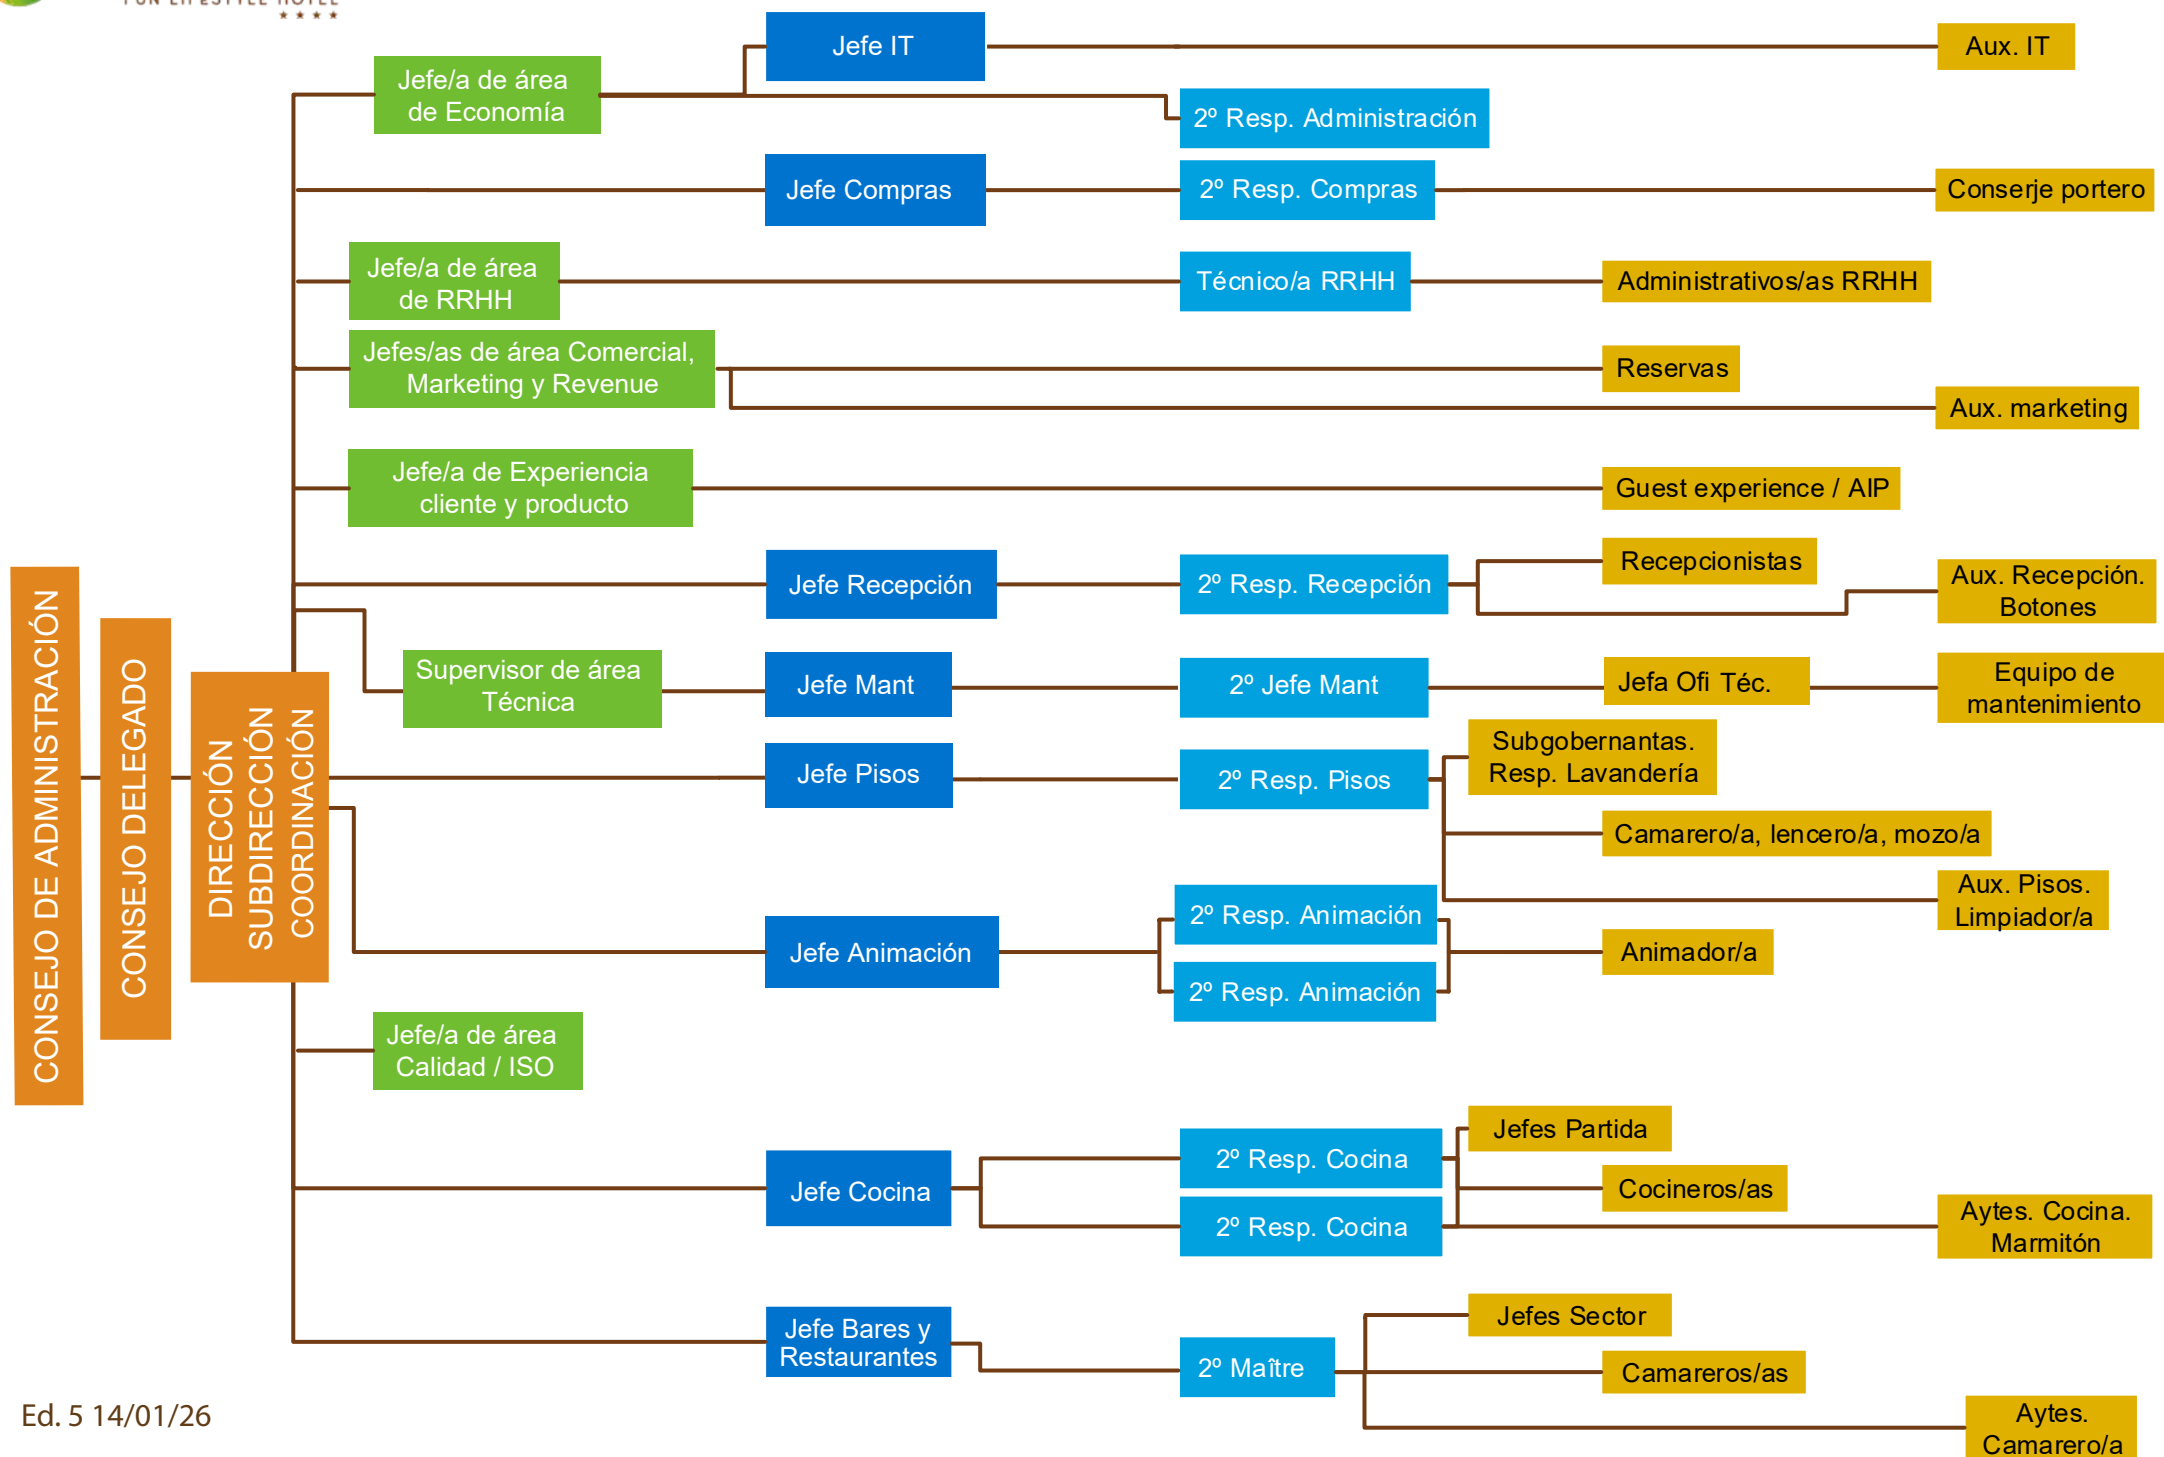 FUN LIFESTYLE HOTEL
Jefe IT
Aux. IT
Jefe/a de área
de Economía
2º Resp. Administración
Jefe Compras
2º Resp. Compras
Conserje portero
Jefe/a de área
de RRHH
Técnico/a RRHH
Administrativos/as RRHH
Jefes/as de área Comercial,
Marketing y Revenue
Reservas
Aux. marketing
Jefe/a de Experiencia
cliente y producto
Guest experience / AIP
Jefe Recepción
2º Resp. Recepción
Recepcionistas
Aux. Recepción.
Botones
CONSEJO DE ADMINISTRACIÓN
CONSEJO DELEGADO
DIRECCIÓN
SUBDIRECCIÓN
COORDINACIÓN
Supervisor de área
Técnica
Jefe Mant
2º Jefe Mant
Jefa Ofi Téc.
Equipo de
mantenimiento
Jefe Pisos
2º Resp. Pisos
Subgobernantas.
Resp. Lavandería
Camarero/a, lencero/a, mozo/a
Aux. Pisos.
Limpiador/a
Jefe Animación
2º Resp. Animación
2º Resp. Animación
Animador/a
Jefe/a de área
Calidad / ISO
Jefe Cocina
2º Resp. Cocina
2º Resp. Cocina
Jefes Partida
Cocineros/as
Aytes. Cocina.
Marmitón
Jefe Bares y
Restaurantes
2º Maître
Jefes Sector
Camareros/as
Aytes.
Camarero/a
Ed. 5 14/01/26